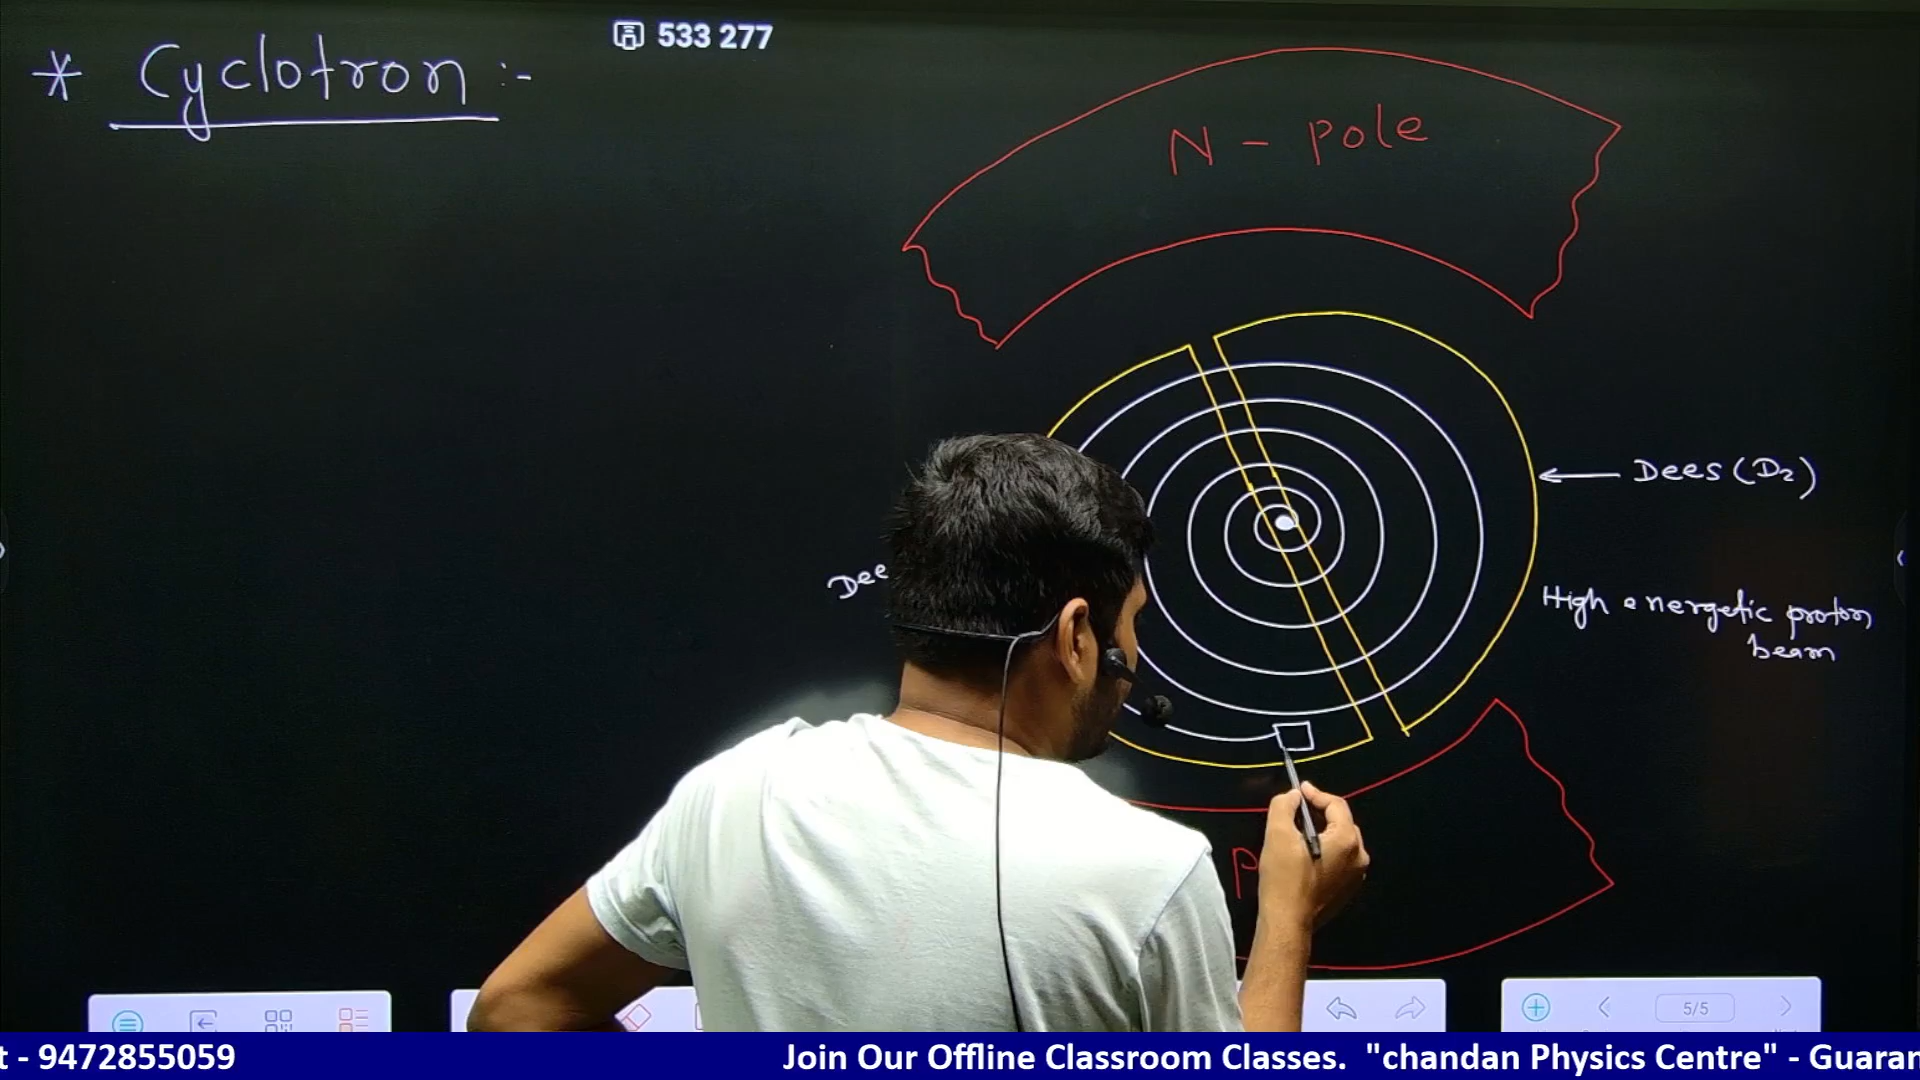 * Cyclotron :-
533 277
N - pole
Dees (D2)
High energetic proton
beam
5/5
t - 9472855059
Join Our Offline Classroom Classes. "chandan Physics Centre" - Guaran